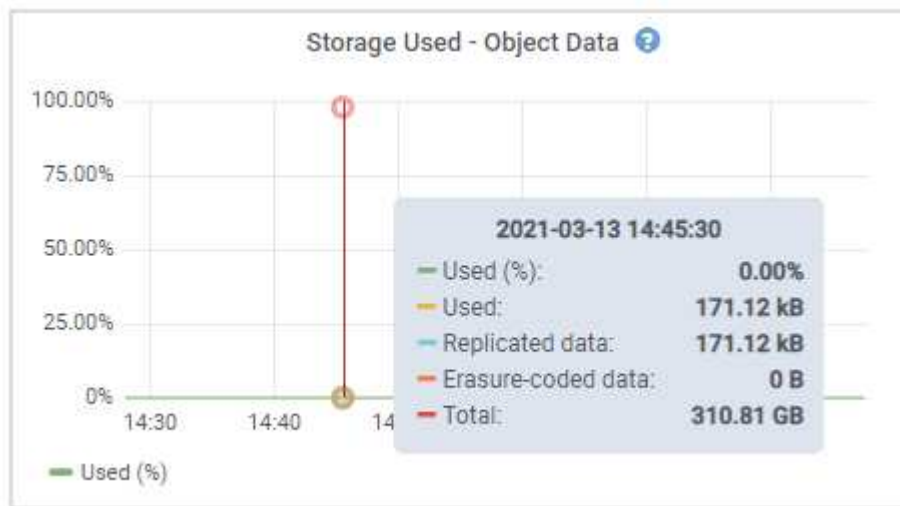 Storage Used - Object Data ?
100.00%
75.00%
50.00%
25.00%
0%
14:30 14:40 14
2021-03-13 14:45:30
Used (%): 0.00%
Used: 171.12 kB
Replicated data: 171.12 kB
Erasure-coded data: 0 B
Total: 310.81 GB
Used (%)